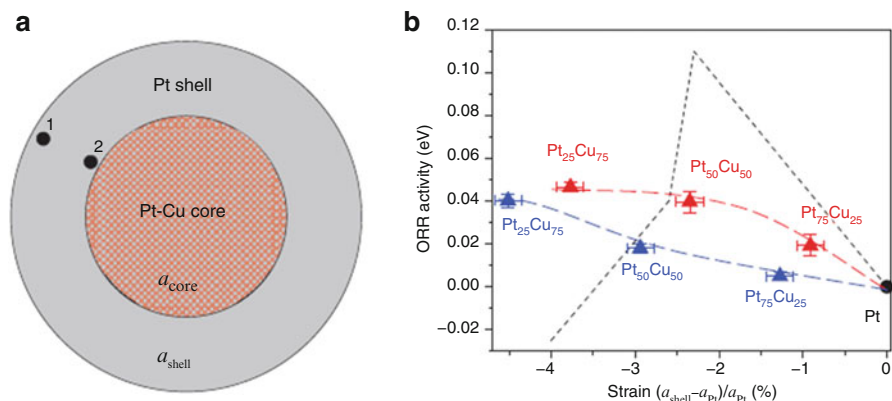 a
Pt shell
1
2
Pt-Cu core
a_core
a_shell
b
ORR activity (eV)
0.12
0.10
0.08
0.06
0.04
0.02
0.00
−0.02
Pt25Cu75
Pt50Cu50
Pt75Cu25
Pt25Cu75
Pt50Cu50
Pt75Cu25
Pt
−4
−3
−2
−1
0
Strain (a_shell–a_Pt)/a_Pt (%)